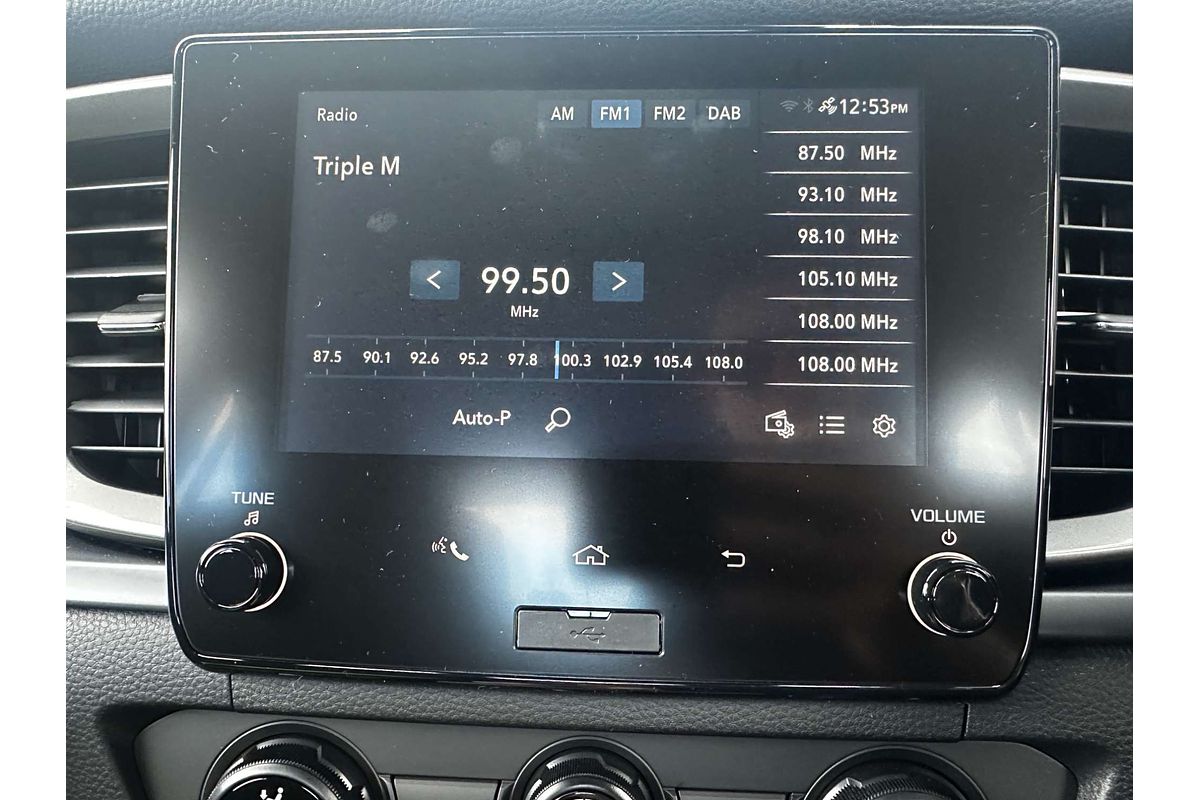 Radio AM FM1 FM2 DAB 12:53PM
Triple M
87.50 MHz
93.10 MHz
98.10 MHz
105.10 MHz
108.00 MHz
108.00 MHz
< 99.50 >
MHz
87.5 90.1 92.6 95.2 97.8 100.3 102.9 105.4 108.0
Auto-P
TUNE
VOLUME